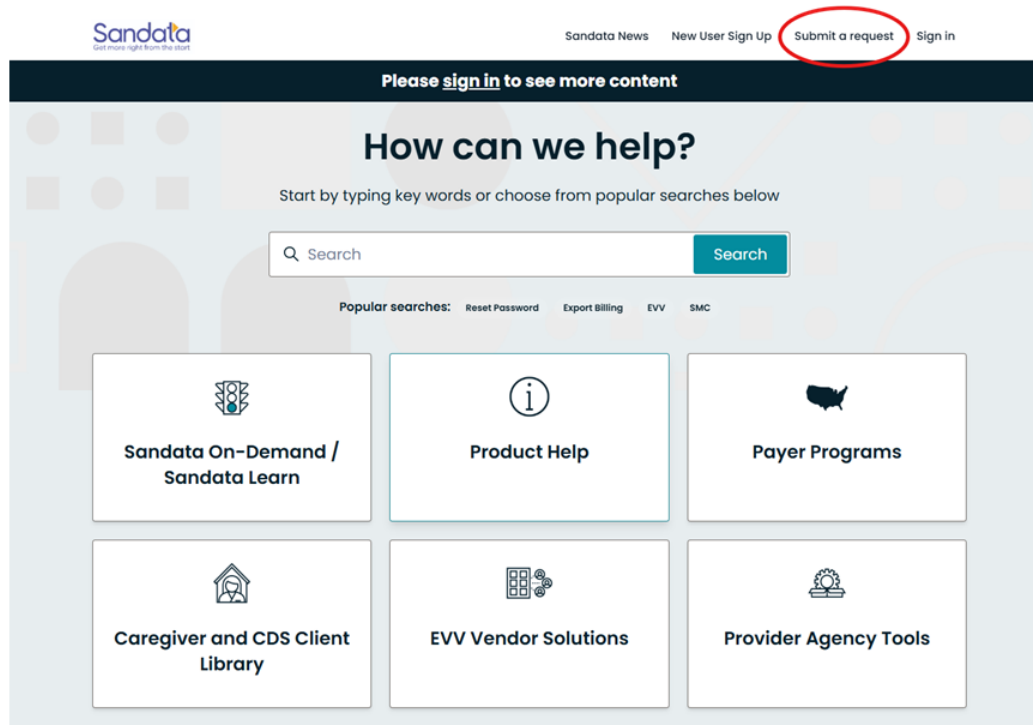 Sandata
Get more right from the start
Sandata News New User Sign Up Submit a request Sign in
Please sign in to see more content
How can we help?
Start by typing key words or choose from popular searches below
Search Search
Popular searches: Reset Password Export Billing EVV SMC
Sandata On-Demand /
Sandata Learn
Product Help
Payer Programs
Caregiver and CDS Client
Library
EVV Vendor Solutions
Provider Agency Tools